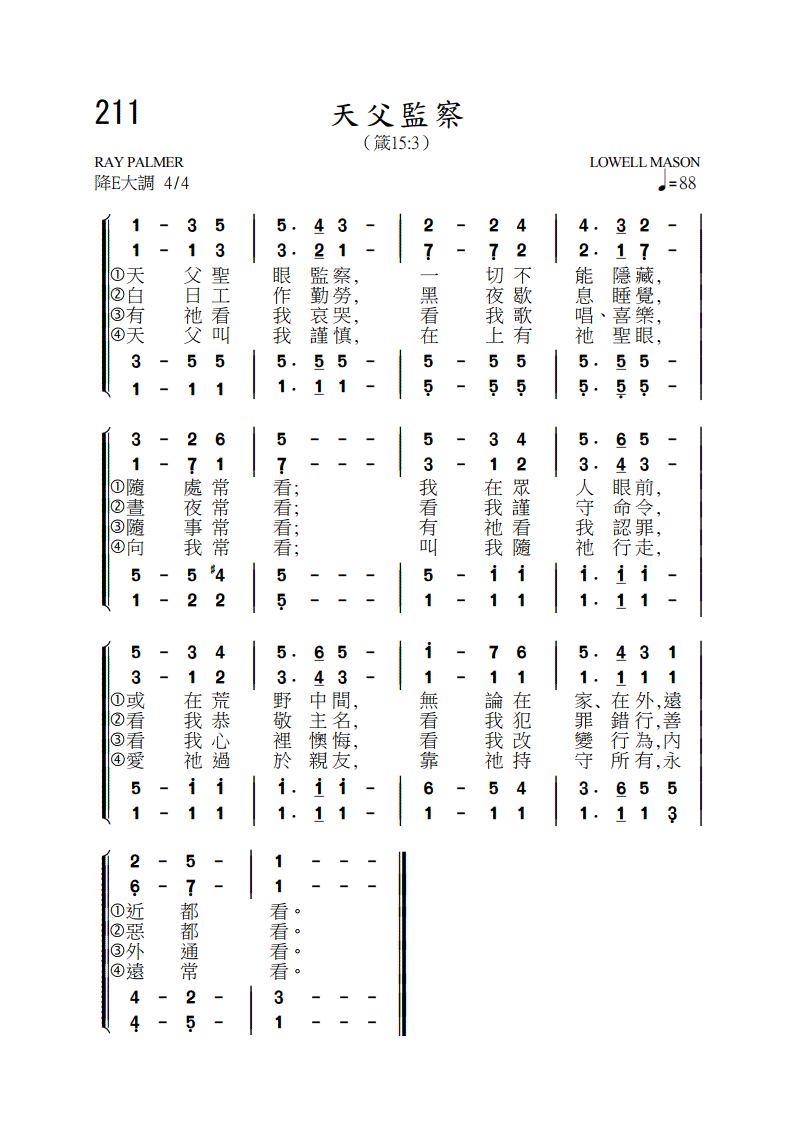 211
天父監察
（箴15:3）
RAY PALMER
LOWELL MASON
降E大調 4/4
♩=88
1 - 3 5 | 5 . 4 3 - | 2 - 2 4 | 4 . 3 2 - |
1 - 1 3 | 3 . 2 1 - | 7 - 7 2 | 2 . 1 7 - |
①天 父聖 眼 監察, 一 切不 能 隱藏,
②白 日工 作 勤勞, 黑 夜歇 息 睡覺,
③有 祂看 我 哀哭, 看 我歌 唱、喜樂,
④天 父叫 我 謹慎, 在 上有 祂 聖眼,
3 - 5 5 | 5 . 5 5 - | 5 - 5 5 | 5 . 5 5 - |
1 - 1 1 | 1 . 1 1 - | 5 - 5 5 | 5 . 5 5 - |
3 - 2 6 | 5 - - - | 5 - 3 4 | 5 . 6 5 - |
1 - 7 1 | 7 - - - | 3 - 1 2 | 3 . 4 3 - |
①隨 處常 看; 我 在眾 人 眼前,
②晝 夜常 看; 看 我謹 守 命令,
③隨 事常 看; 有 祂看 我 認罪,
④向 我常 看; 叫 我隨 祂 行走,
5 - 5 ♯4 | 5 - - - | 5 - i i | i . i i - |
1 - 2 2 | 5 - - - | 1 - 1 1 | 1 . 1 1 - |
5 - 3 4 | 5 . 6 5 - | i - 7 6 | 5 . 4 3 1 |
3 - 1 2 | 3 . 4 3 - | 1 - 1 1 | 1 . 1 1 1 |
①或 在荒 野 中間, 無 論在 家、在外,遠
②看 我恭 敬 主名, 看 我犯 罪 錯行,善
③看 我心 裡 懊悔, 看 我改 變 行為,內
④愛 祂過 於 親友, 靠 祂持 守 所有,永
5 - i i | i . i i - | 6 - 5 4 | 3 . 6 5 5 |
1 - 1 1 | 1 . 1 1 - | 1 - 1 1 | 1 . 1 1 3 |
2 - 5 - | 1 - - -
6 - 7 - | 1 - - -
①近 都 看。
②惡 都 看。
③外 通 看。
④遠 常 看。
4 - 2 - | 3 - - -
4 - 5 - | 1 - - -